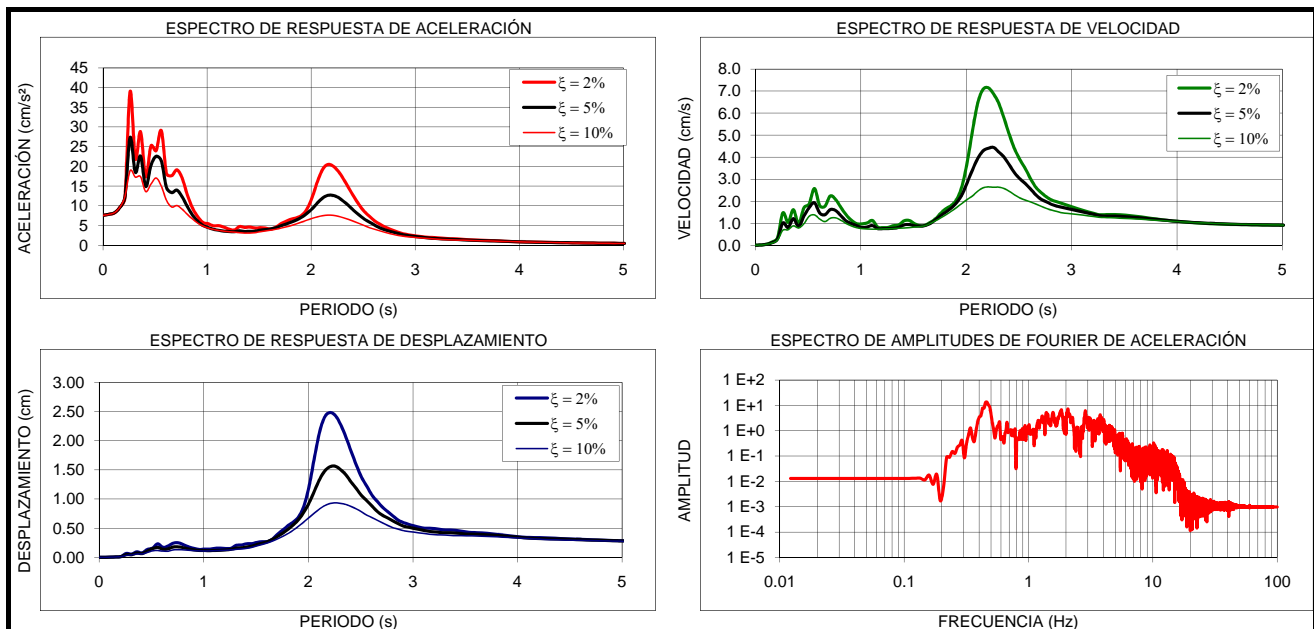 ESPECTRO DE RESPUESTA DE ACELERACIÓN
ACELERACIÓN (cm/s²)
45
40
35
30
25
20
15
10
5
0
0 1 2 3 4 5
PERIODO (s)
ξ = 2%
ξ = 5%
ξ = 10%
ESPECTRO DE RESPUESTA DE VELOCIDAD
VELOCIDAD (cm/s)
8.0
7.0
6.0
5.0
4.0
3.0
2.0
1.0
0.0
0 1 2 3 4 5
PERIODO (s)
ξ = 2%
ξ = 5%
ξ = 10%
ESPECTRO DE RESPUESTA DE DESPLAZAMIENTO
DESPLAZAMIENTO (cm)
3.00
2.50
2.00
1.50
1.00
0.50
0.00
0 1 2 3 4 5
PERIODO (s)
ξ = 2%
ξ = 5%
ξ = 10%
ESPECTRO DE AMPLITUDES DE FOURIER DE ACELERACIÓN
AMPLITUD
1 E+2
1 E+1
1 E+0
1 E-1
1 E-2
1 E-3
1 E-4
1 E-5
0.01 0.1 1 10 100
FRECUENCIA (Hz)